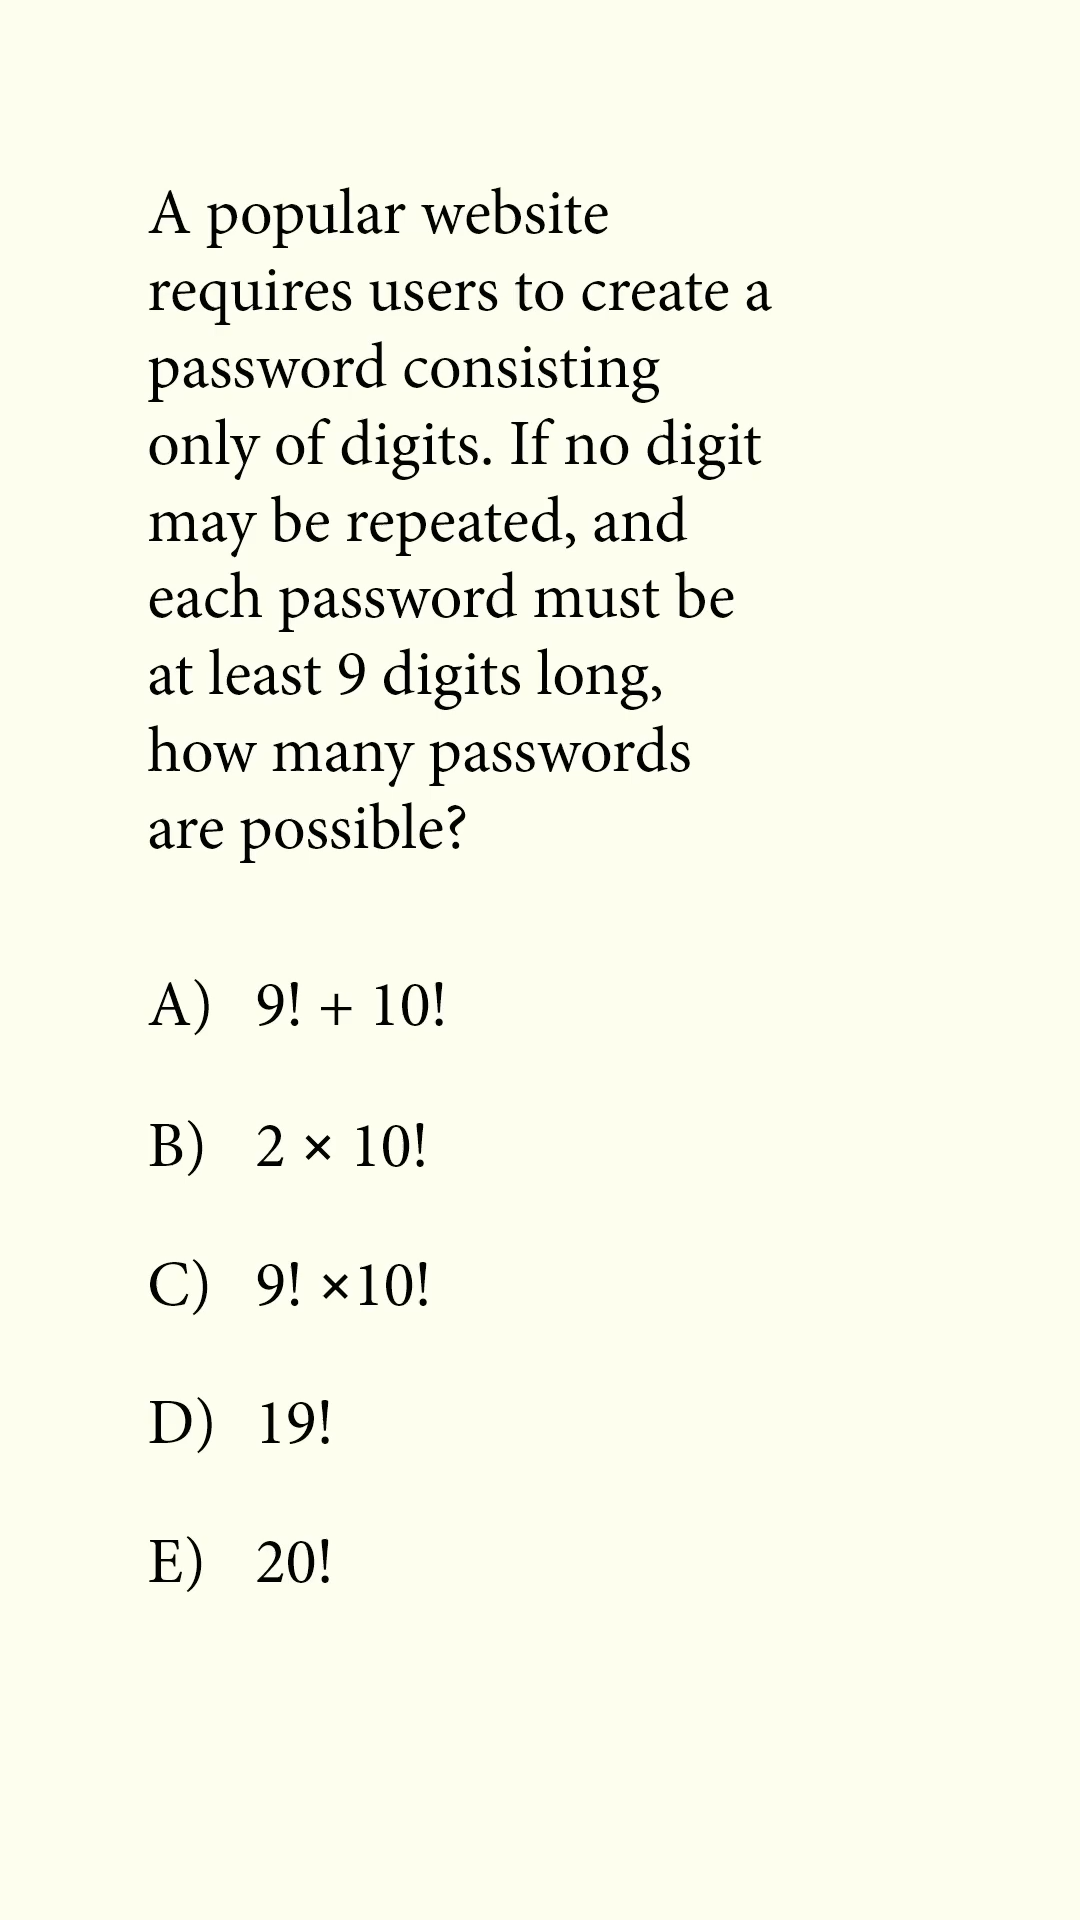 A popular website
requires users to create a
password consisting
only of digits. If no digit
may be repeated, and
each password must be
at least 9 digits long,
how many passwords
are possible?
A) 9! + 10!
B) 2 × 10!
C) 9! ×10!
D) 19!
E) 20!